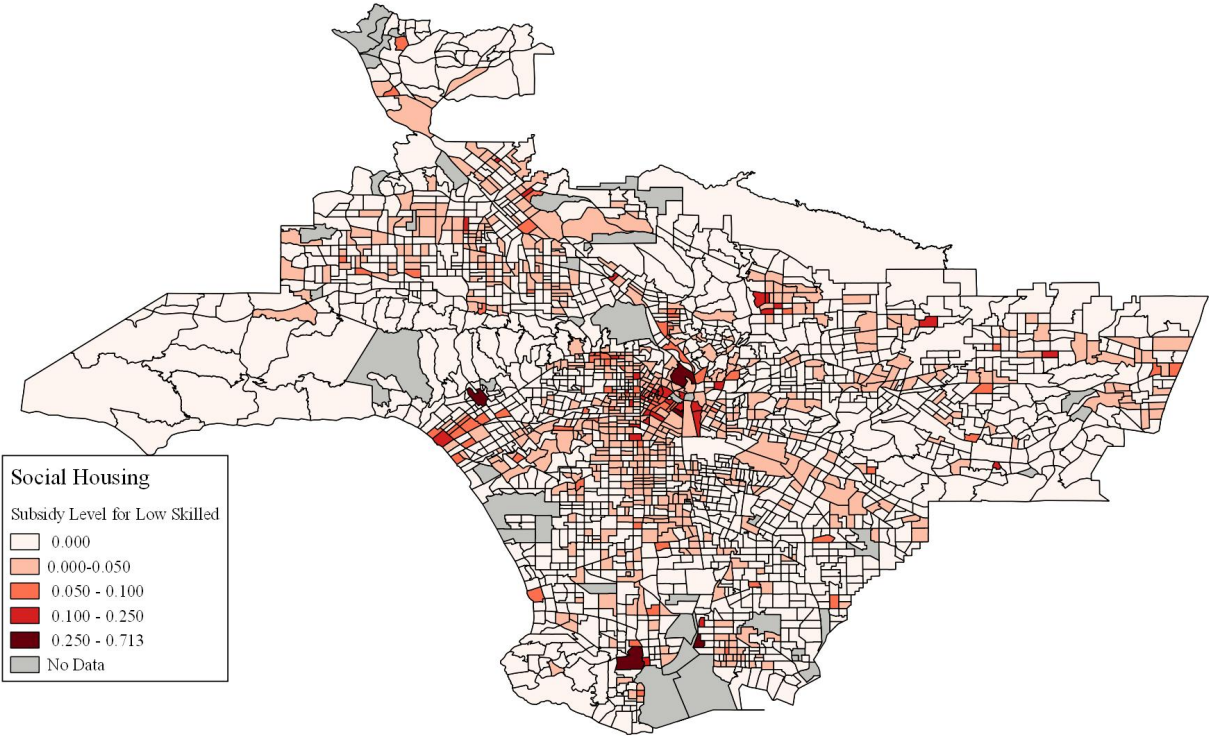 Social Housing
Subsidy Level for Low Skilled
0.000
0.000-0.050
0.050 - 0.100
0.100 - 0.250
0.250 - 0.713
No Data